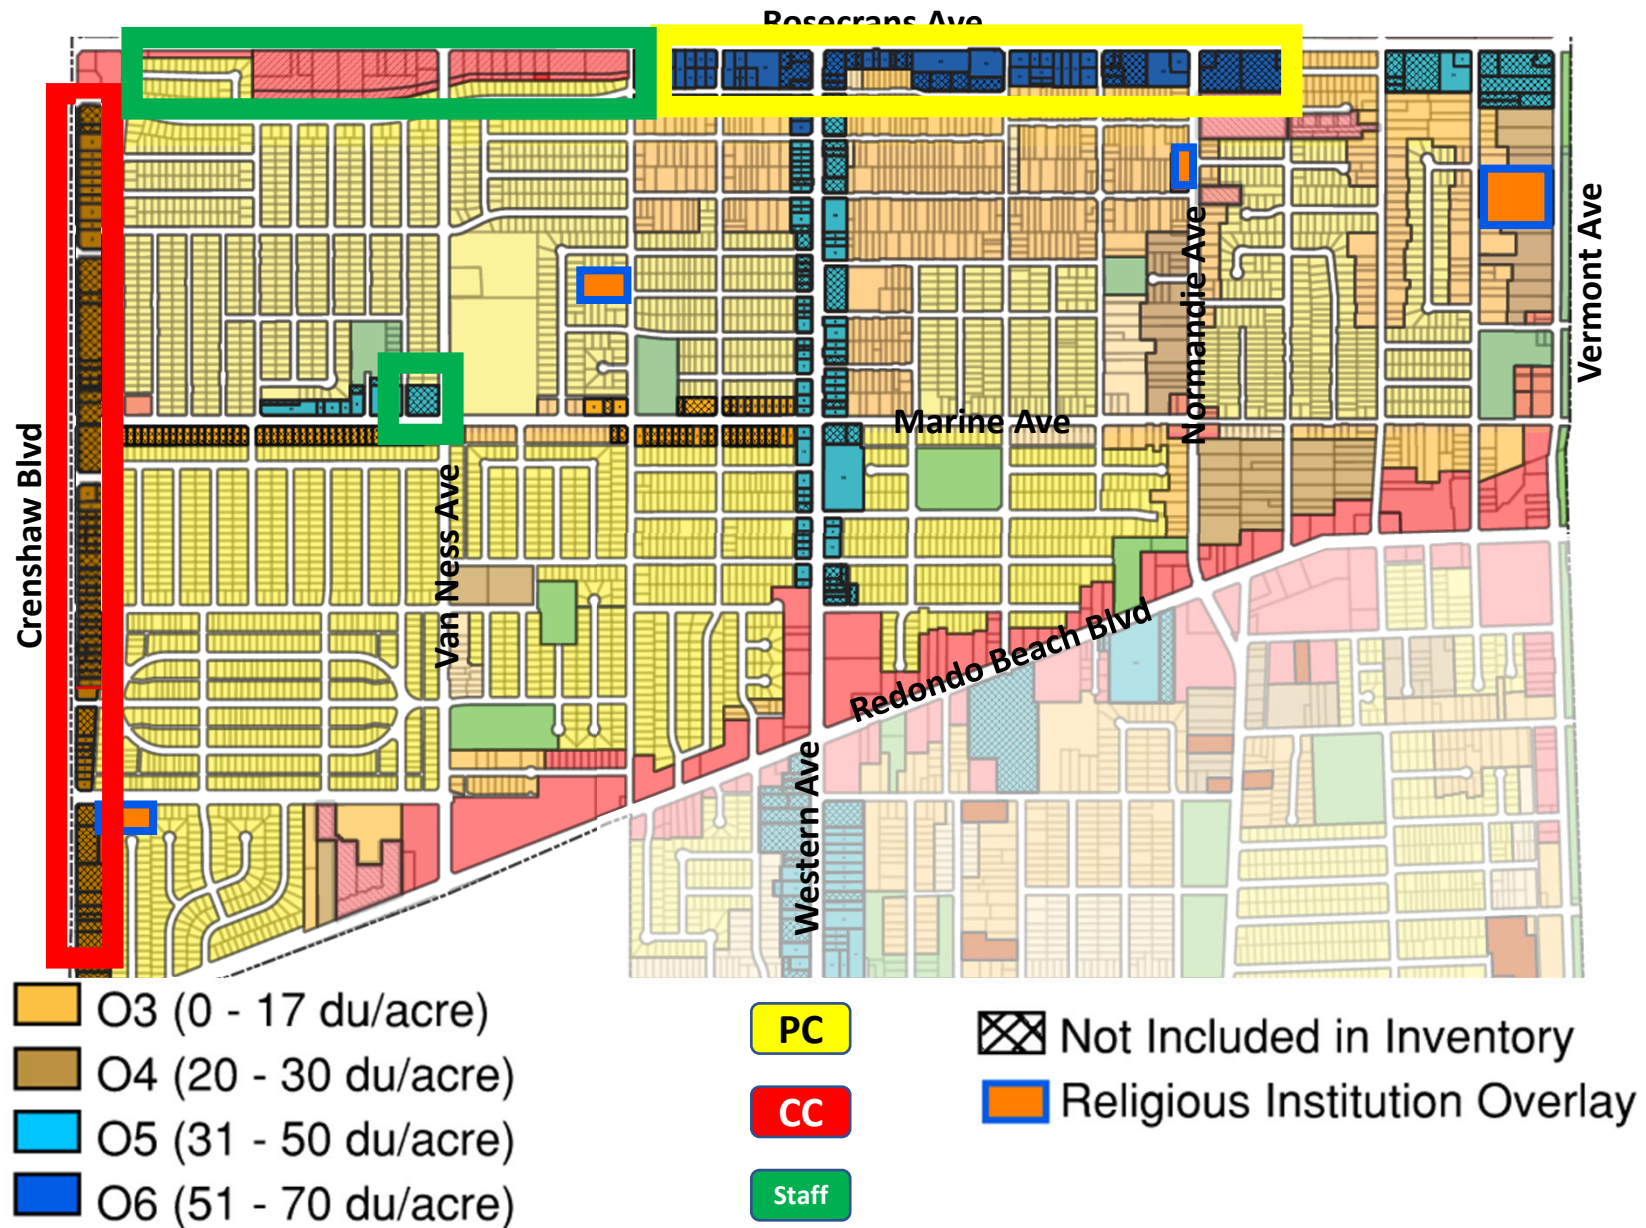 Rosecrans Ave
Vermont Ave
Normandie Ave
Marine Ave
Crenshaw Blvd
Van Ness Ave
Redondo Beach Blvd
Western Ave
O3 (0 - 17 du/acre)
O4 (20 - 30 du/acre)
O5 (31 - 50 du/acre)
O6 (51 - 70 du/acre)
PC
CC
Staff
Not Included in Inventory
Religious Institution Overlay